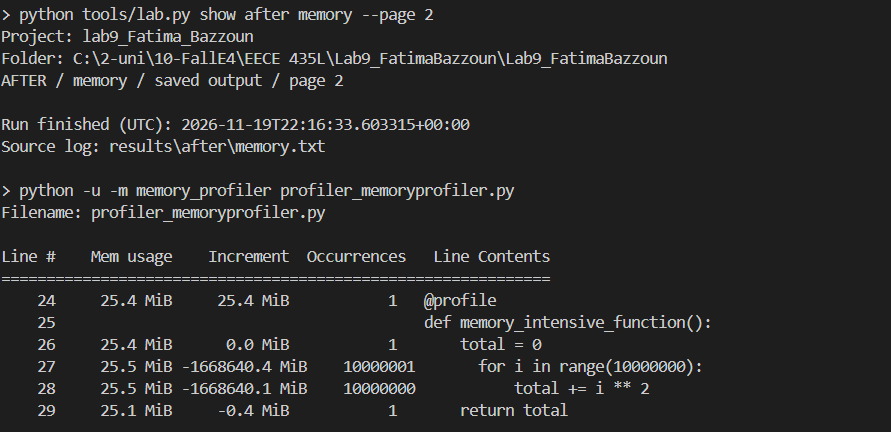 > python tools/lab.py show after memory --page 2
Project: lab9_Fatima_Bazzoun
Folder: C:\2-uni\10-FallE4\EECE 435L\Lab9_FatimaBazzoun\Lab9_FatimaBazzoun
AFTER / memory / saved output / page 2

Run finished (UTC): 2026-11-19T22:16:33.603315+00:00
Source log: results\after\memory.txt

> python -u -m memory_profiler profiler_memoryprofiler.py
Filename: profiler_memoryprofiler.py

Line #    Mem usage    Increment  Occurrences   Line Contents
=============================================================
    24     25.4 MiB     25.4 MiB           1   @profile
    25                                         def memory_intensive_function():
    26     25.4 MiB      0.0 MiB           1       total = 0
    27     25.5 MiB -1668640.4 MiB    10000001         for i in range(10000000):
    28     25.5 MiB -1668640.1 MiB    10000000             total += i ** 2
    29     25.1 MiB     -0.4 MiB           1       return total